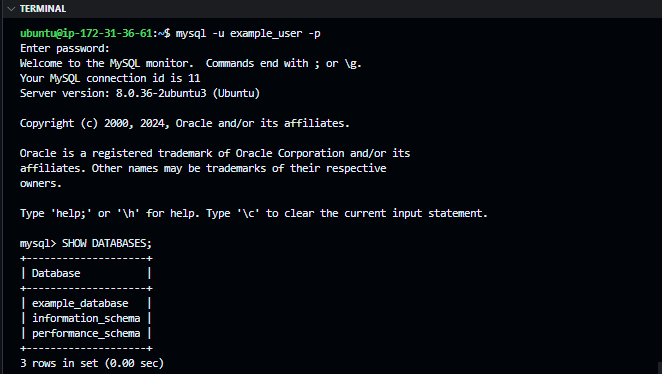 TERMINAL
ubuntu@ip-172-31-36-61:~$ mysql -u example_user -p
Enter password:
Welcome to the MySQL monitor.  Commands end with ; or \g.
Your MySQL connection id is 11
Server version: 8.0.36-2ubuntu3 (Ubuntu)
Copyright (c) 2000, 2024, Oracle and/or its affiliates.
Oracle is a registered trademark of Oracle Corporation and/or its
affiliates. Other names may be trademarks of their respective
owners.
Type 'help;' or '\h' for help. Type '\c' to clear the current input statement.
mysql> SHOW DATABASES;
+--------------------+
| Database           |
+--------------------+
| example_database   |
| information_schema |
| performance_schema |
+--------------------+
3 rows in set (0.00 sec)